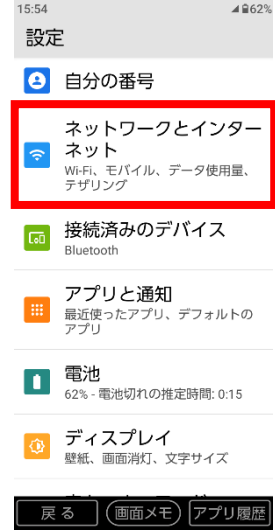 15:54 62%
設定
自分の番号
ネットワークとインター
ネット
Wi-Fi、モバイル、データ使用量、
テザリング
接続済みのデバイス
Bluetooth
アプリと通知
最近使ったアプリ、デフォルトの
アプリ
電池
62% - 電池切れの推定時間: 0:15
ディスプレイ
壁紙、画面消灯、文字サイズ
戻る 画面メモ アプリ履歴